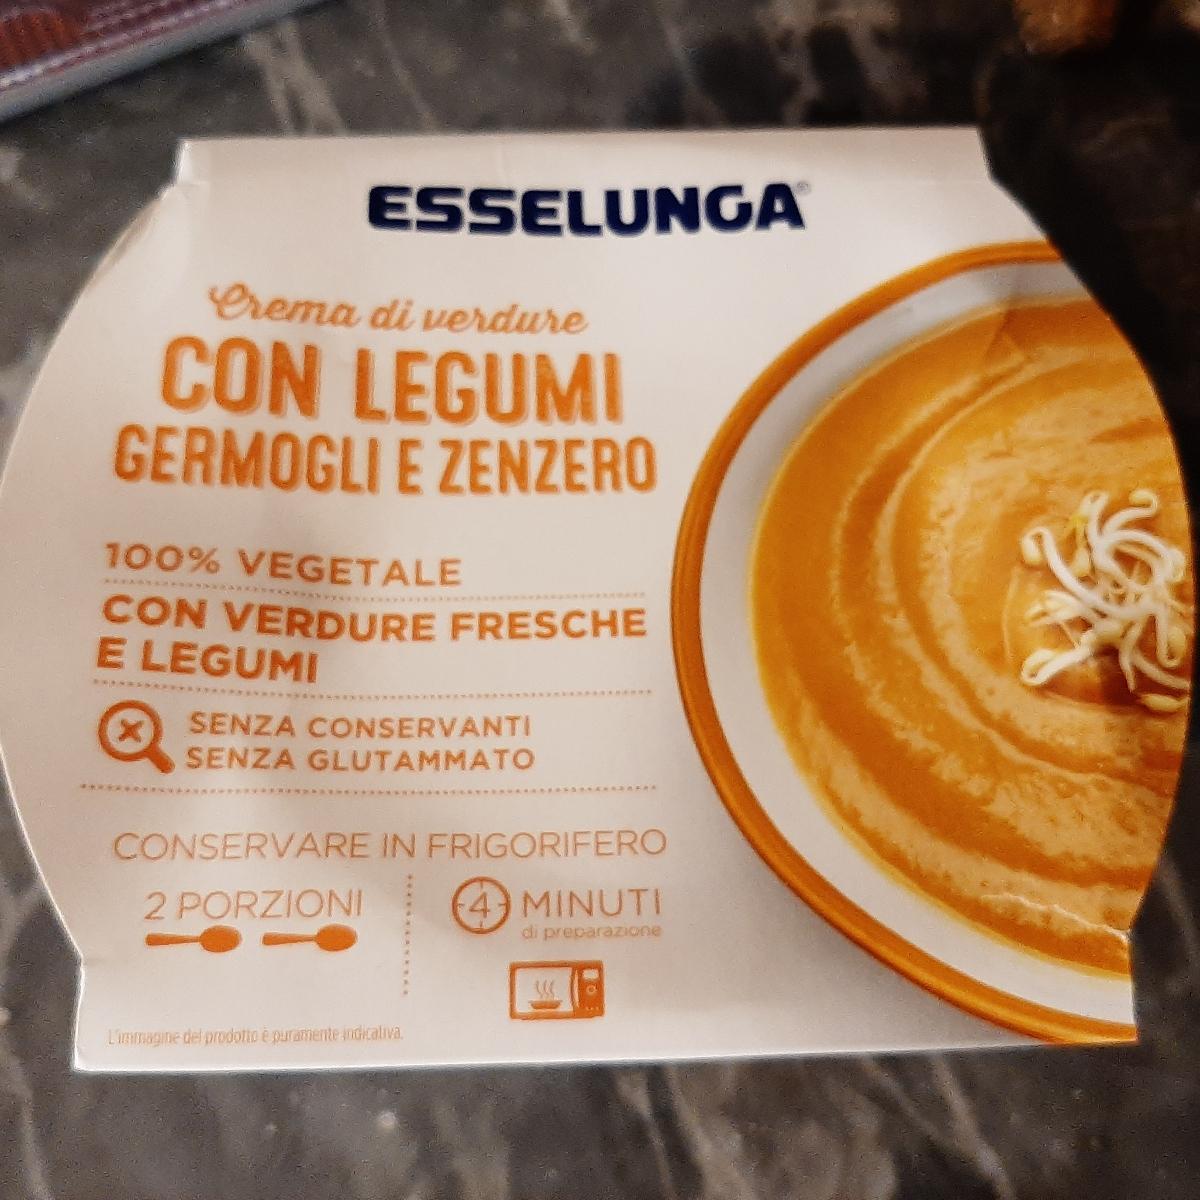 ESSELUNGA®
Crema di verdure
CON LEGUMI
GERMOGLI E ZENZERO
100% VEGETALE
CON VERDURE FRESCHE
E LEGUMI
SENZA CONSERVANTI
SENZA GLUTAMMATO
CONSERVARE IN FRIGORIFERO
2 PORZIONI
4 MINUTI
di preparazione
L'immagine del prodotto è puramente indicativa.